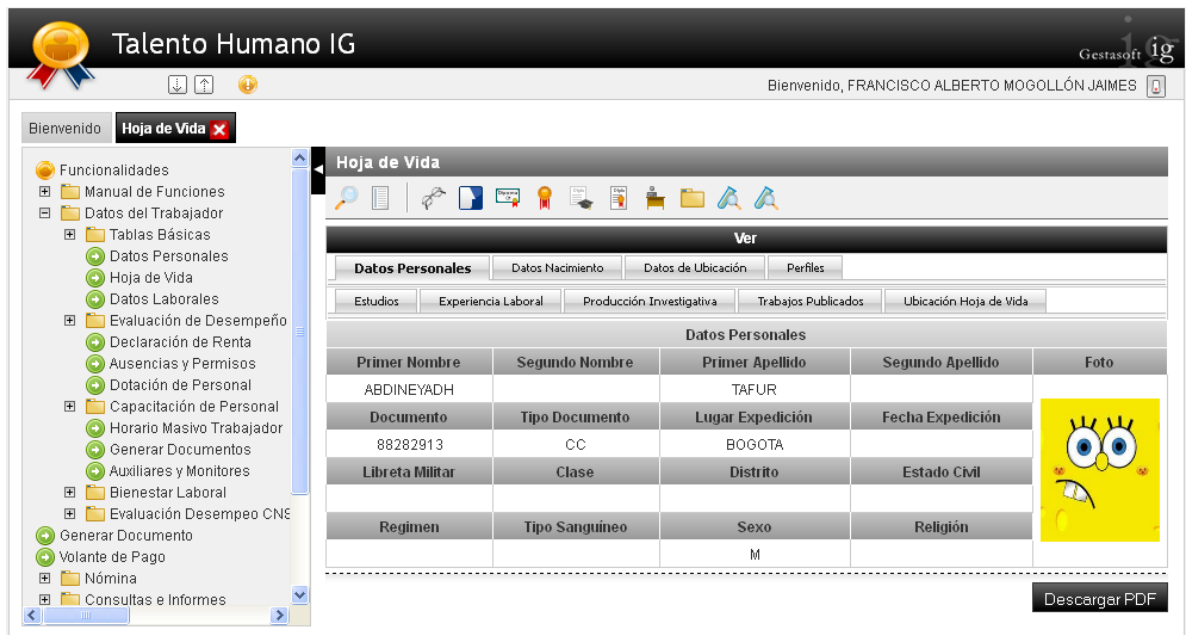 Talento Humano IG
Gestasoft ig
Bienvenido, FRANCISCO ALBERTO MOGOLLÓN JAIMES
Bienvenido
Hoja de Vida
Funcionalidades
Manual de Funciones
Datos del Trabajador
Tablas Básicas
Datos Personales
Hoja de Vida
Datos Laborales
Evaluación de Desempeño
Declaración de Renta
Ausencias y Permisos
Dotación de Personal
Capacitación de Personal
Horario Masivo Trabajador
Generar Documentos
Auxiliares y Monitores
Bienestar Laboral
Evaluación Desempeo CNS
Generar Documento
Volante de Pago
Nómina
Consultas e Informes
Hoja de Vida
Ver
Datos Personales Datos Nacimiento Datos de Ubicación Perfiles
Estudios Experiencia Laboral Producción Investigativa Trabajos Publicados Ubicación Hoja de Vida
Datos Personales
Primer Nombre Segundo Nombre Primer Apellido Segundo Apellido Foto
ABDINEYADH TAFUR
Documento Tipo Documento Lugar Expedición Fecha Expedición
88282913 CC BOGOTA
Libreta Militar Clase Distrito Estado Civil
Regimen Tipo Sanguíneo Sexo Religión
M
Descargar PDF